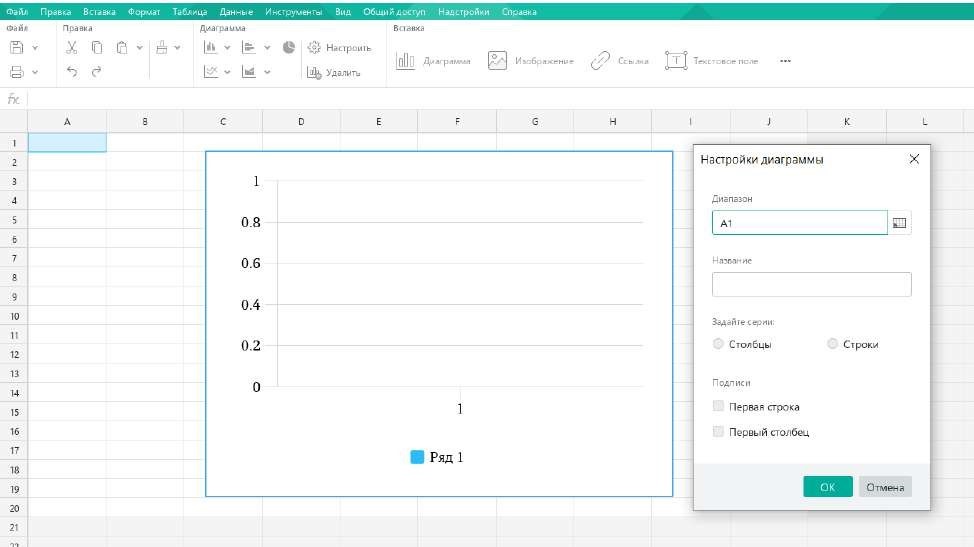 Файл Правка Вставка Формат Таблица Данные Инструменты Вид Общий доступ Надстройки Справка
Файл Правка Диаграмма Вставка
Настроить
Диаграмма Изображение Ссылка Текстовое поле
Удалить
fx
A B C D E F G H I J K L
1
2
3
4
5
6
7
8
9
10
11
12
13
14
15
16
17
18
19
20
21
22
1
0.8
0.6
0.4
0.2
0
1
Ряд 1
Настройки диаграммы
Диапазон
A1
Название
Задайте серии:
Столбцы Строки
Подписи
Первая строка
Первый столбец
ОК Отмена